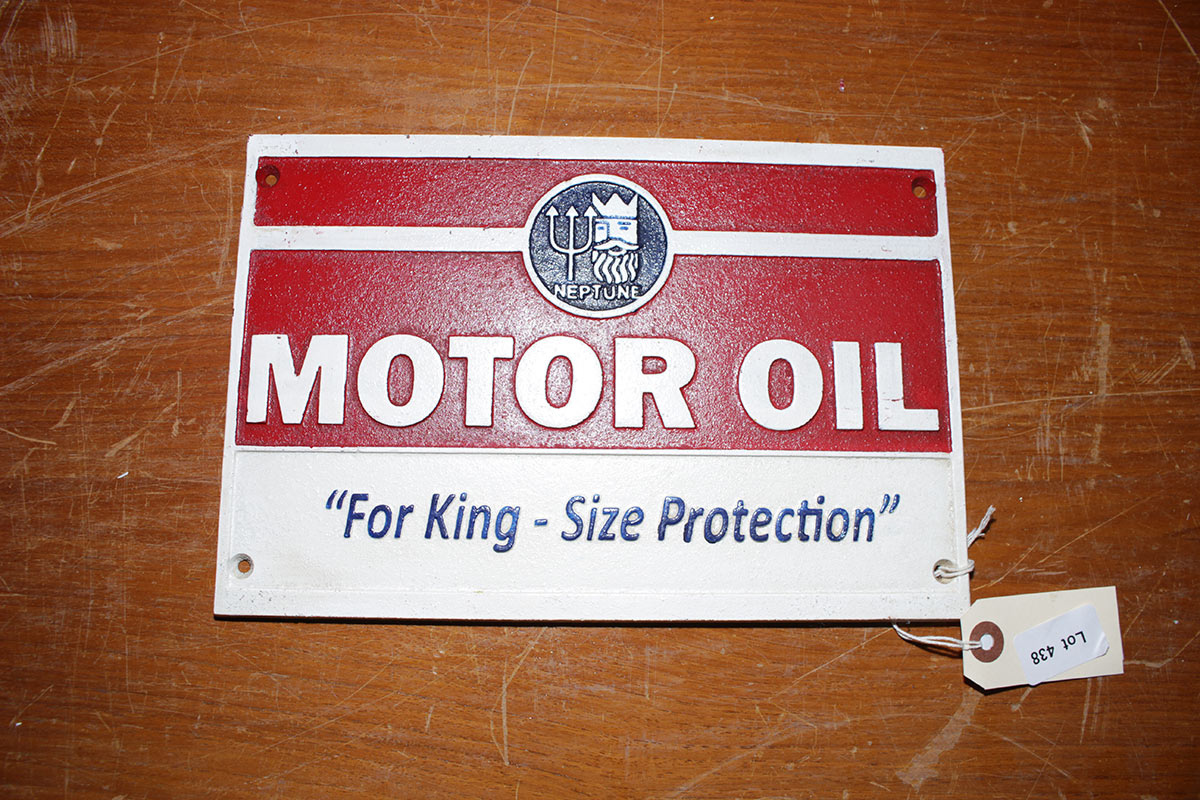 NEPTUNE
MOTOR OIL
“For King - Size Protection”
Lot 438